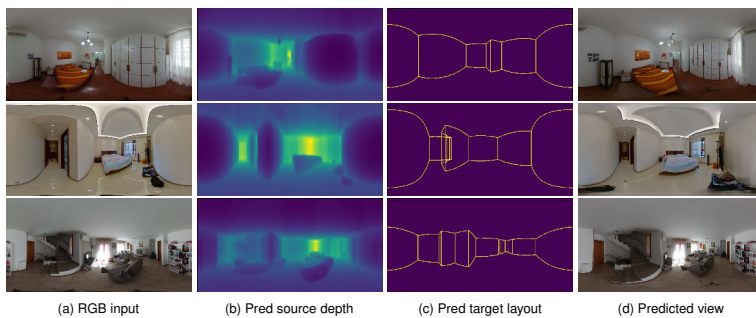 (a) RGB input
(b) Pred source depth
(c) Pred target layout
(d) Predicted view